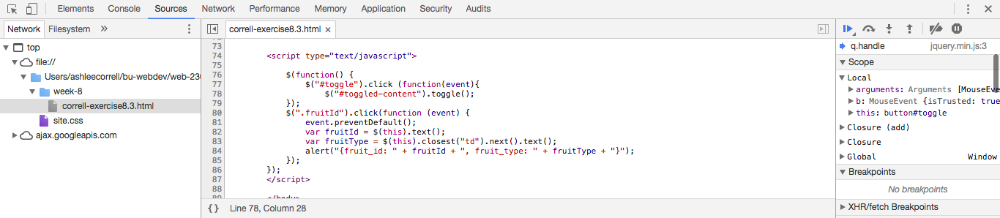 Elements Console Sources Network Performance Memory Application Security Audits
Network Filesystem »
top
file://
Users/ashleecorrell/bu-webdev/web-230
week-8
correll-exercise8.3.html
site.css
ajax.googleapis.com
correll-exercise8.3.html ×
72
73
74 <script type="text/javascript">
75
76 $(function() {
77 $("#toggle").click (function(event){
78 $("#toggled-content").toggle();
79 });
80 $(".fruitId").click(function (event) {
81 event.preventDefault();
82 var fruitId = $(this).text();
83 var fruitType = $(this).closest("td").next().text();
84 alert("{fruit_id: " + fruitId + ", fruit_type: " + fruitType + "}");
85 });
86 });
87 </script>
88
89 </body>
{} Line 78, Column 28
q.handle jquery.min.js:3
Scope
Local
arguments: Arguments [MouseEve
b: MouseEvent {isTrusted: true
this: button#toggle
Closure (add)
Closure
Global Window
Breakpoints
No breakpoints
XHR/fetch Breakpoints